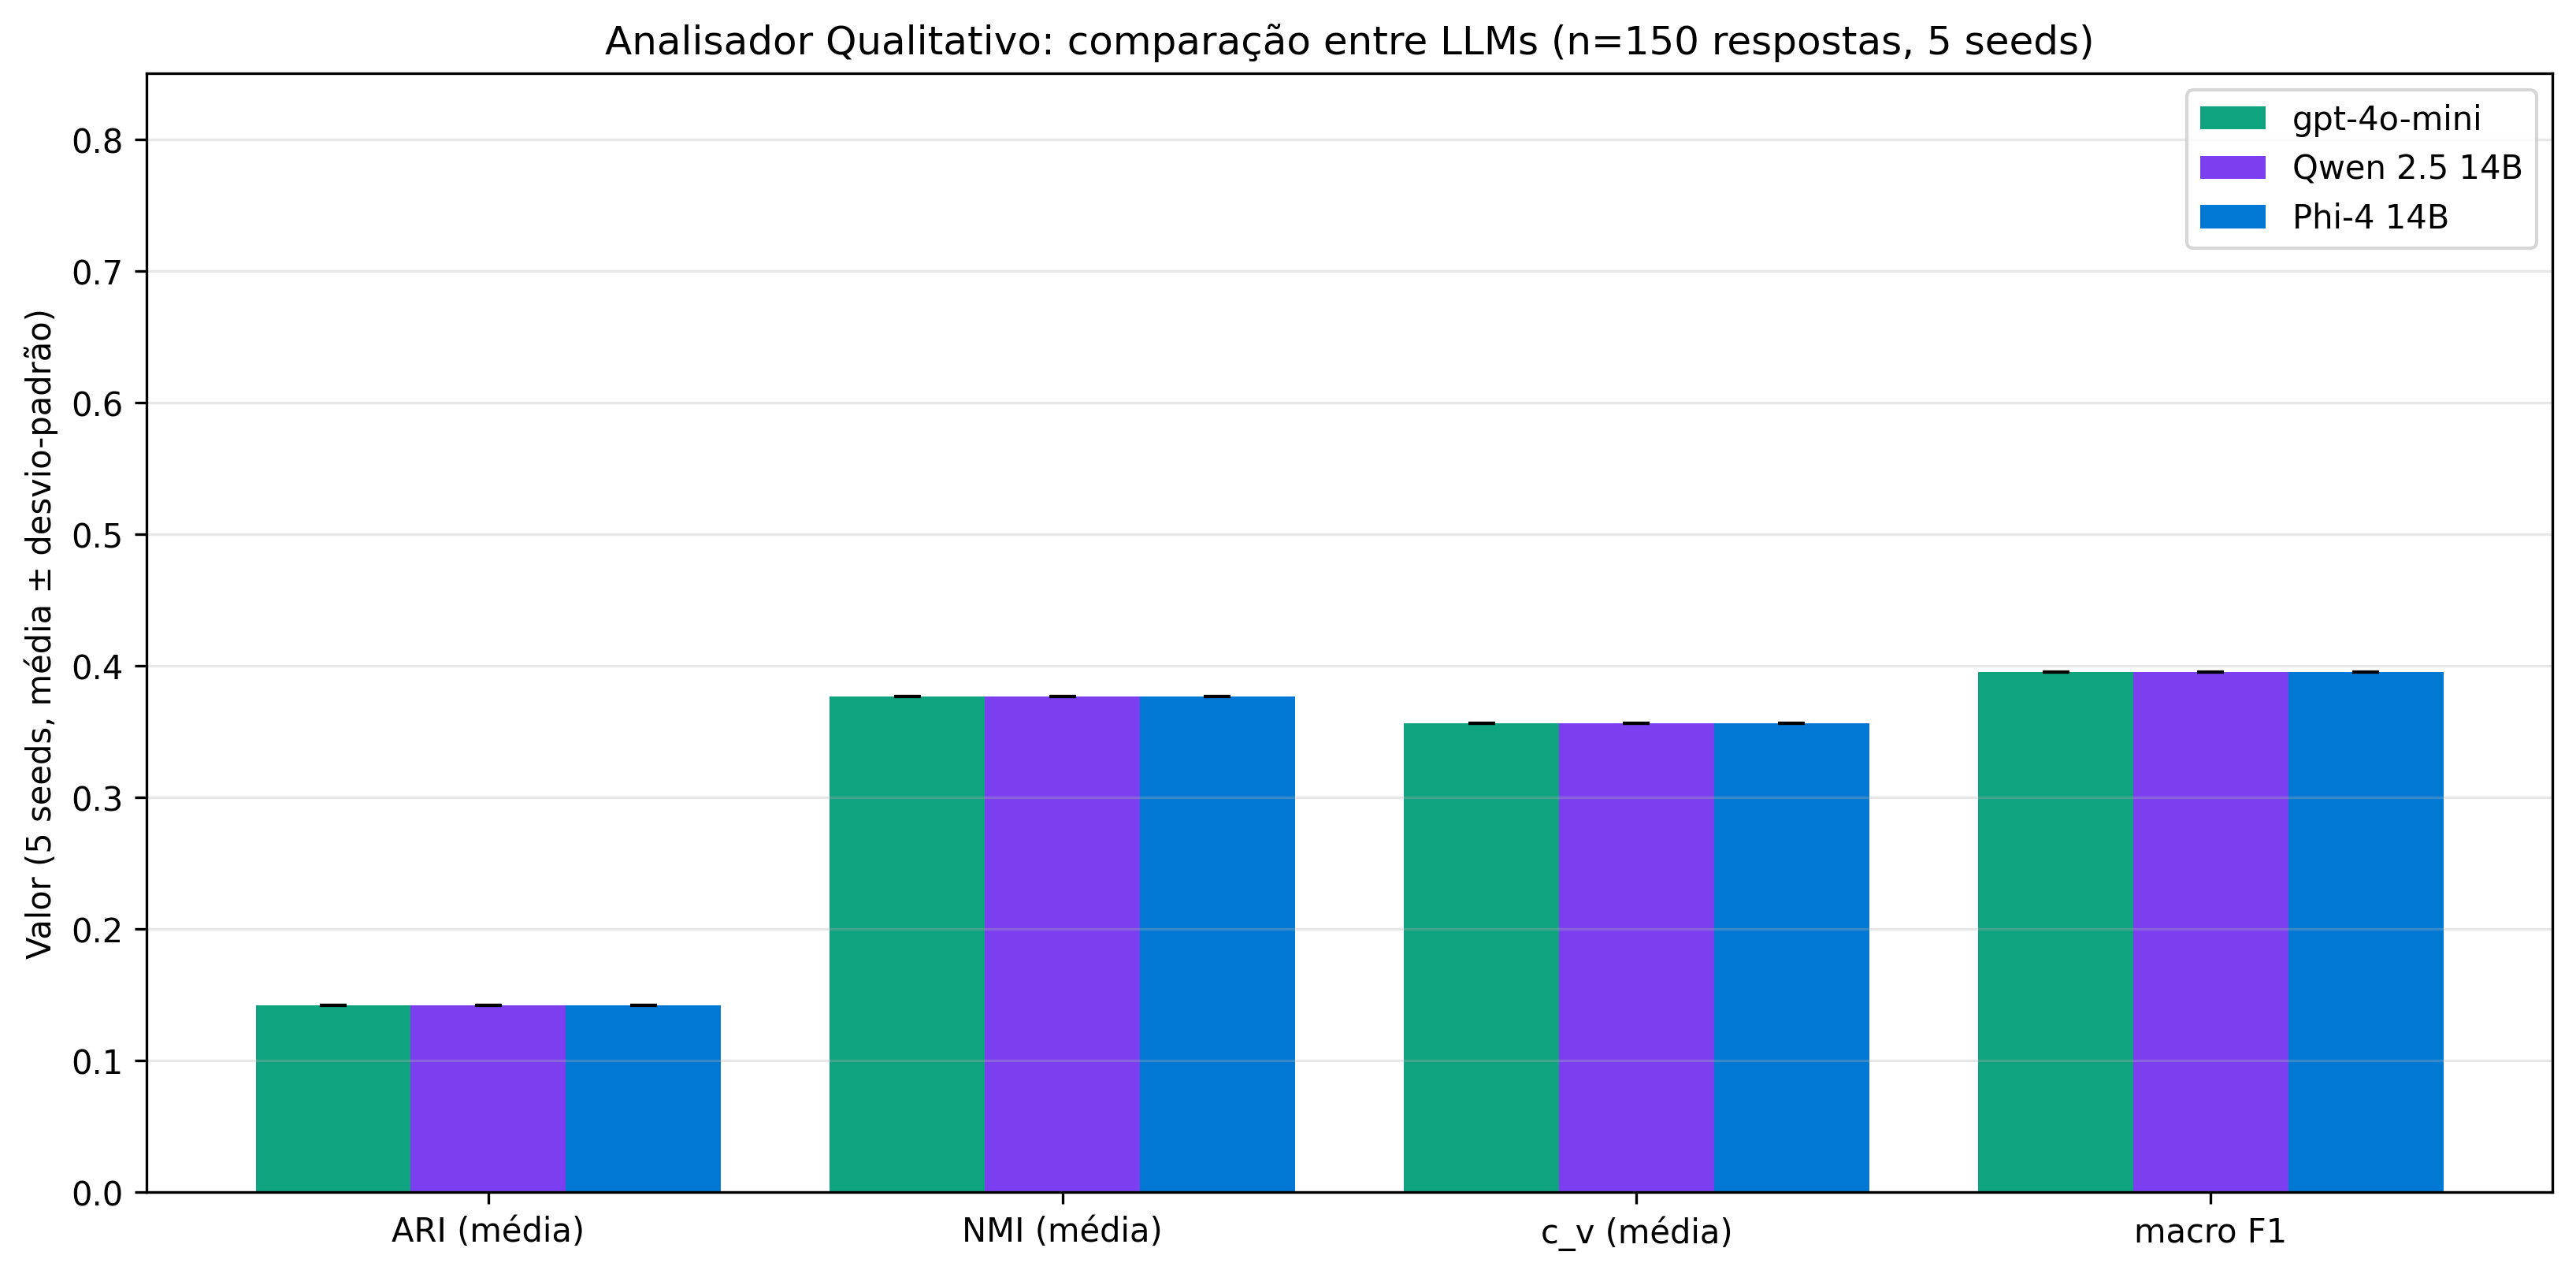 Analisador Qualitativo: comparação entre LLMs (n=150 respostas, 5 seeds)
gpt-4o-mini
Qwen 2.5 14B
Phi-4 14B
Valor (5 seeds, média ± desvio-padrão)
0.8
0.7
0.6
0.5
0.4
0.3
0.2
0.1
0.0
ARI (média)
NMI (média)
c_v (média)
macro F1